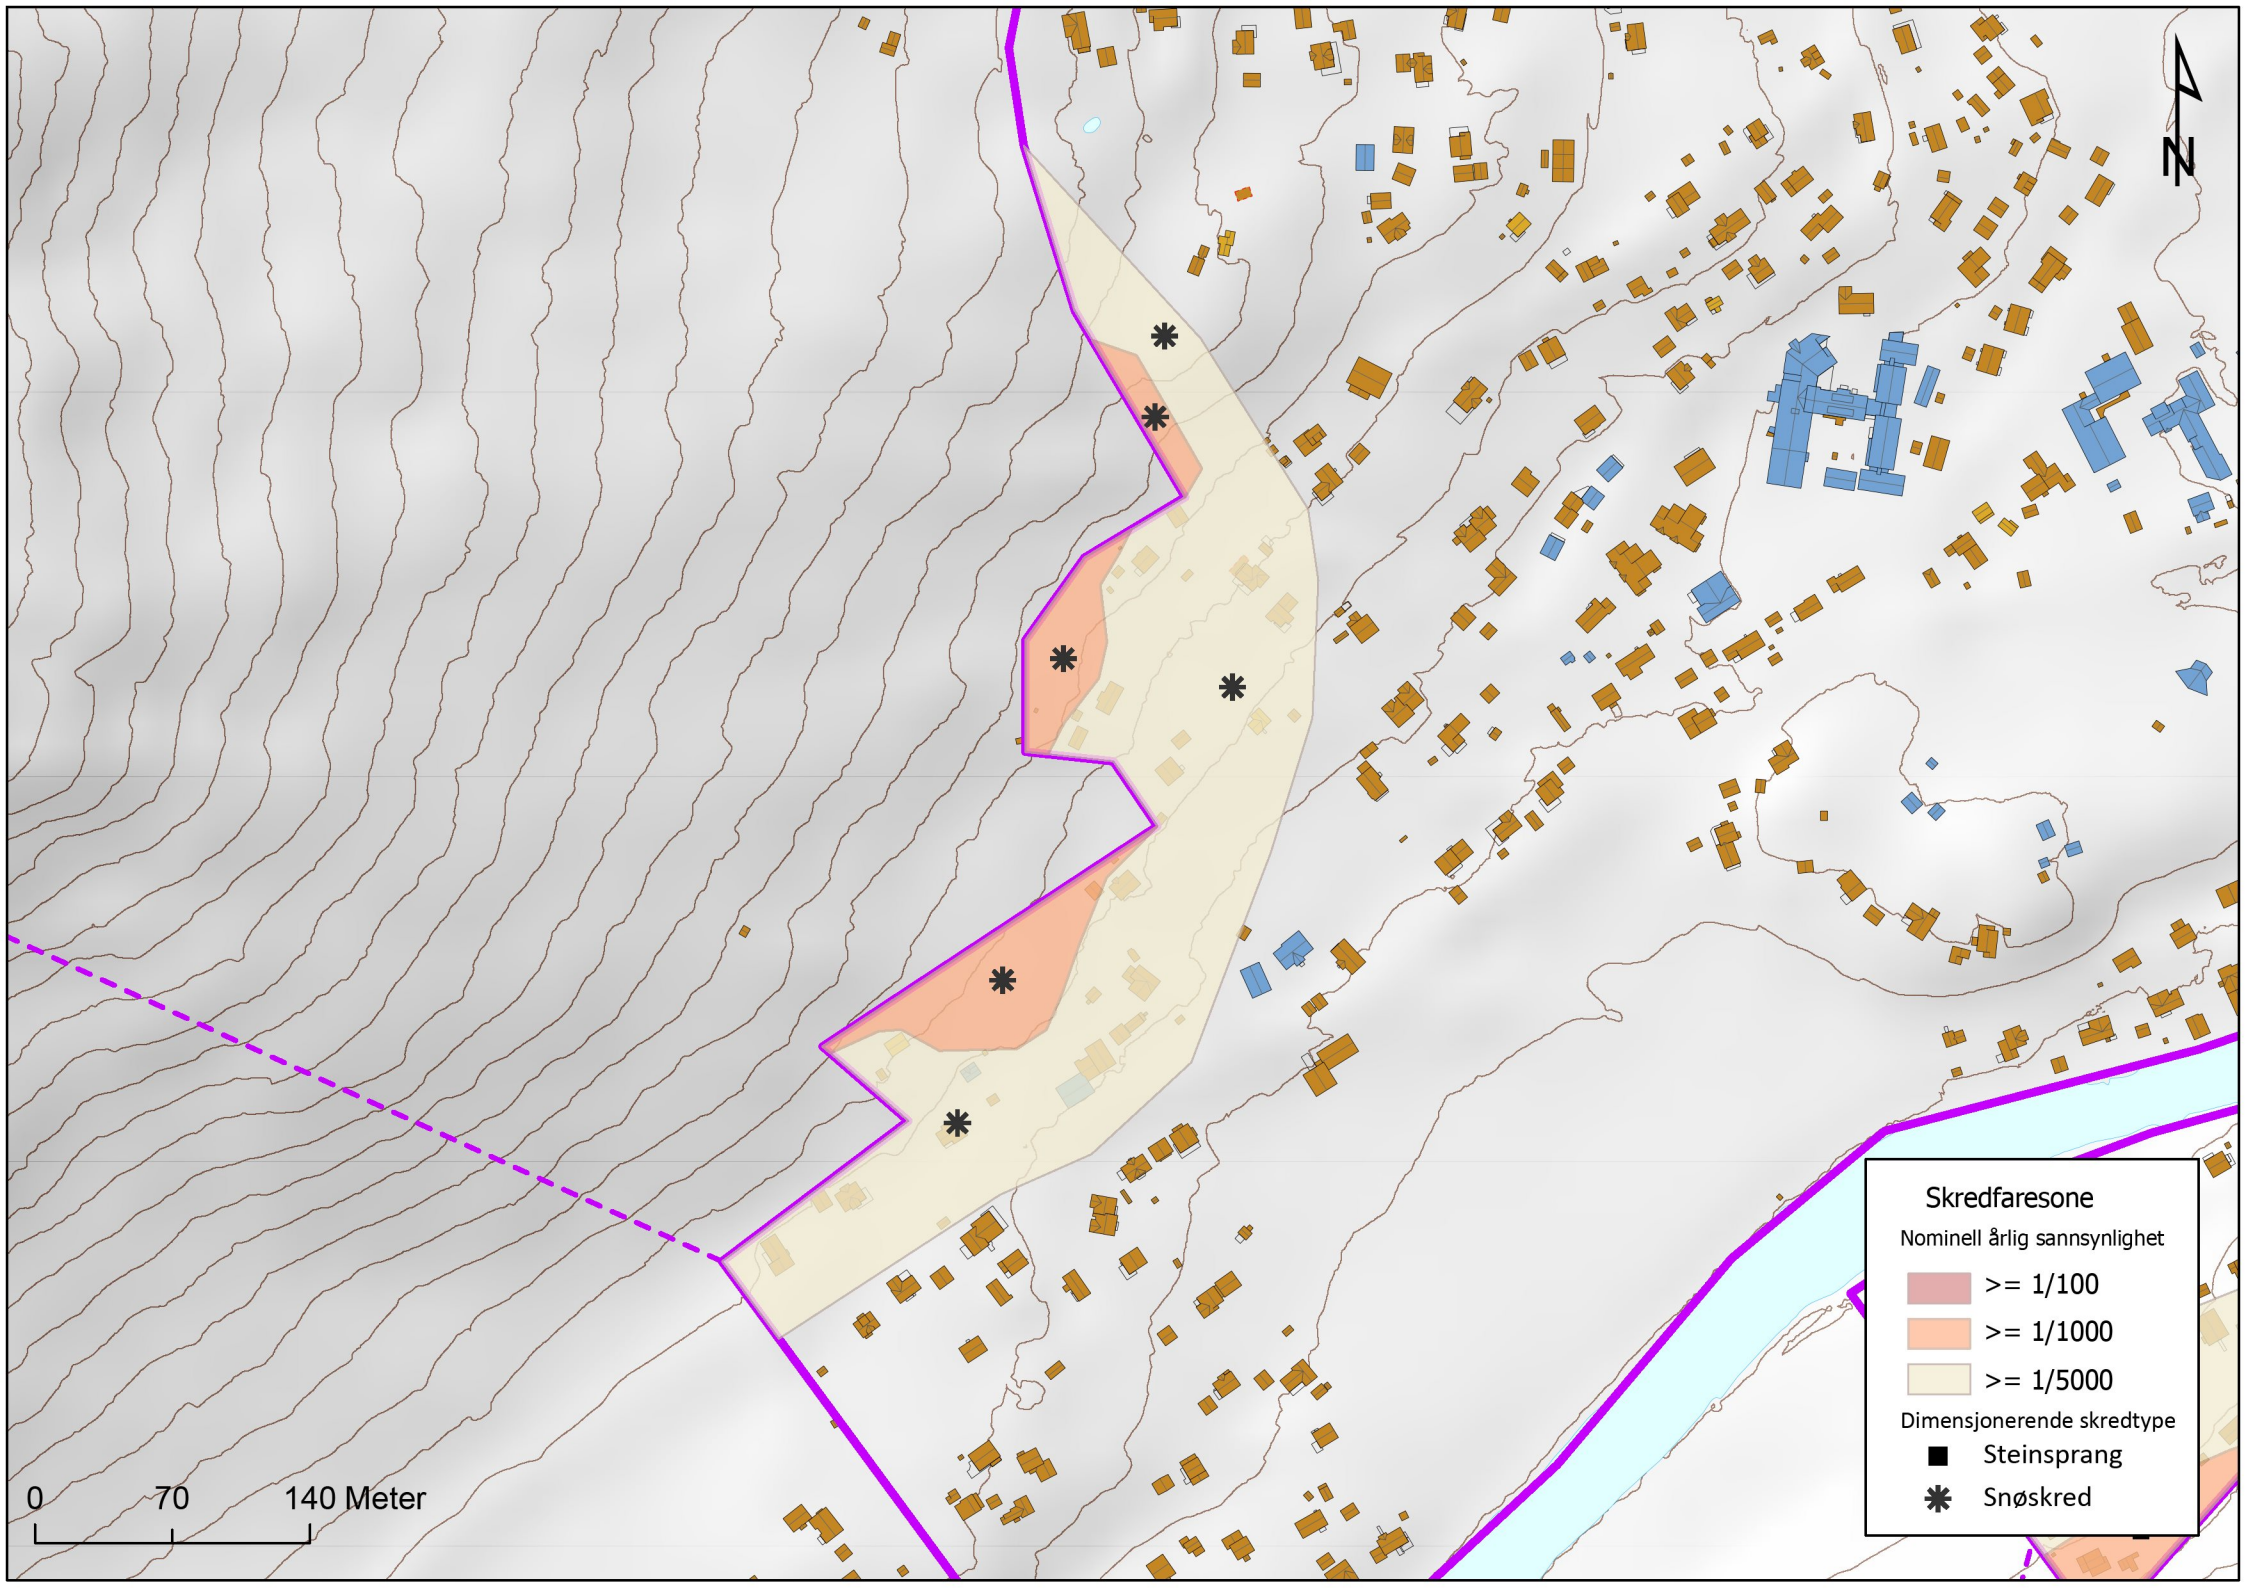 N
Skredfaresone
Nominell årlig sannsynlighet
>= 1/100
>= 1/1000
>= 1/5000
Dimensjonerende skredtype
Steinsprang
Snøskred
0 70 140 Meter